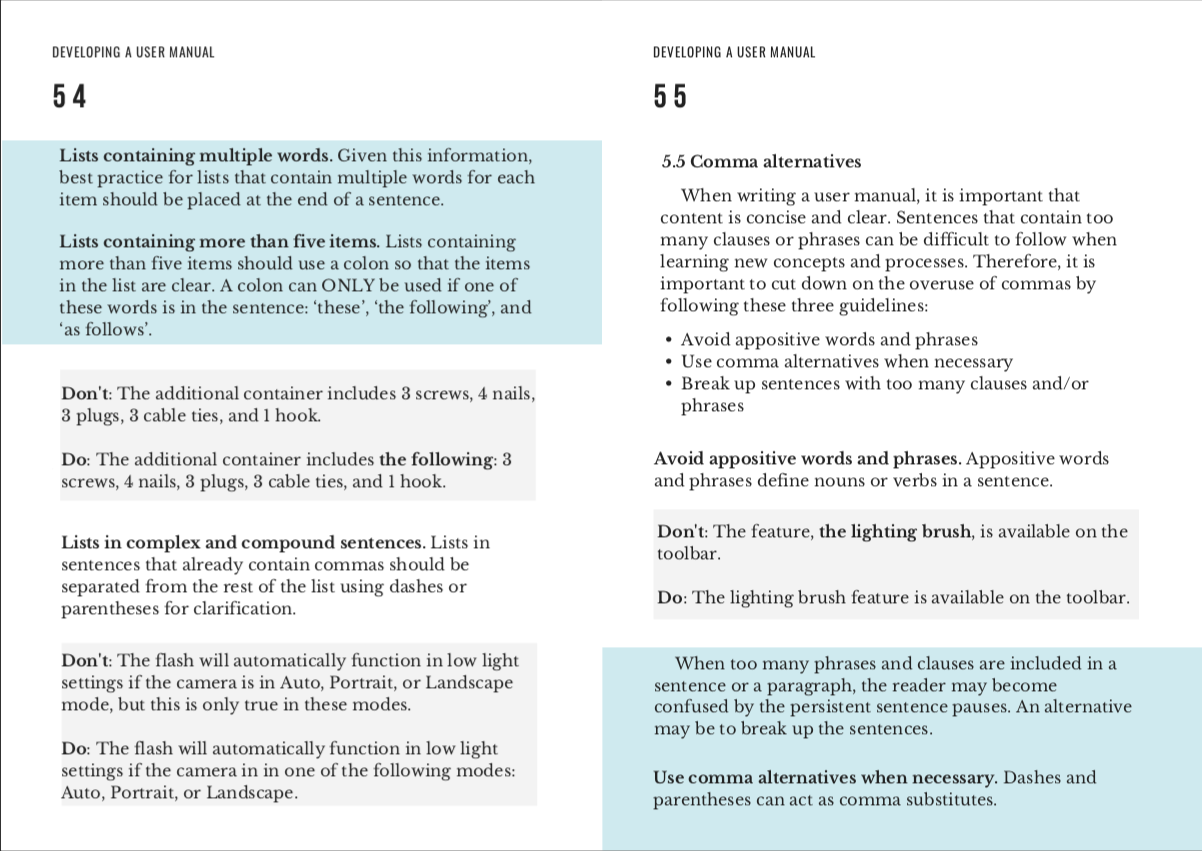 DEVELOPING A USER MANUAL
54
Lists containing multiple words. Given this information,
best practice for lists that contain multiple words for each
item should be placed at the end of a sentence.
Lists containing more than five items. Lists containing
more than five items should use a colon so that the items
in the list are clear. A colon can ONLY be used if one of
these words is in the sentence: ‘these’, ‘the following’, and
‘as follows’.
Don't: The additional container includes 3 screws, 4 nails,
3 plugs, 3 cable ties, and 1 hook.
Do: The additional container includes the following: 3
screws, 4 nails, 3 plugs, 3 cable ties, and 1 hook.
Lists in complex and compound sentences. Lists in
sentences that already contain commas should be
separated from the rest of the list using dashes or
parentheses for clarification.
Don't: The flash will automatically function in low light
settings if the camera is in Auto, Portrait, or Landscape
mode, but this is only true in these modes.
Do: The flash will automatically function in low light
settings if the camera in in one of the following modes:
Auto, Portrait, or Landscape.
DEVELOPING A USER MANUAL
55
5.5 Comma alternatives
When writing a user manual, it is important that
content is concise and clear. Sentences that contain too
many clauses or phrases can be difficult to follow when
learning new concepts and processes. Therefore, it is
important to cut down on the overuse of commas by
following these three guidelines:
• Avoid appositive words and phrases
• Use comma alternatives when necessary
• Break up sentences with too many clauses and/or
phrases
Avoid appositive words and phrases. Appositive words
and phrases define nouns or verbs in a sentence.
Don't: The feature, the lighting brush, is available on the
toolbar.
Do: The lighting brush feature is available on the toolbar.
When too many phrases and clauses are included in a
sentence or a paragraph, the reader may become
confused by the persistent sentence pauses. An alternative
may be to break up the sentences.
Use comma alternatives when necessary. Dashes and
parentheses can act as comma substitutes.